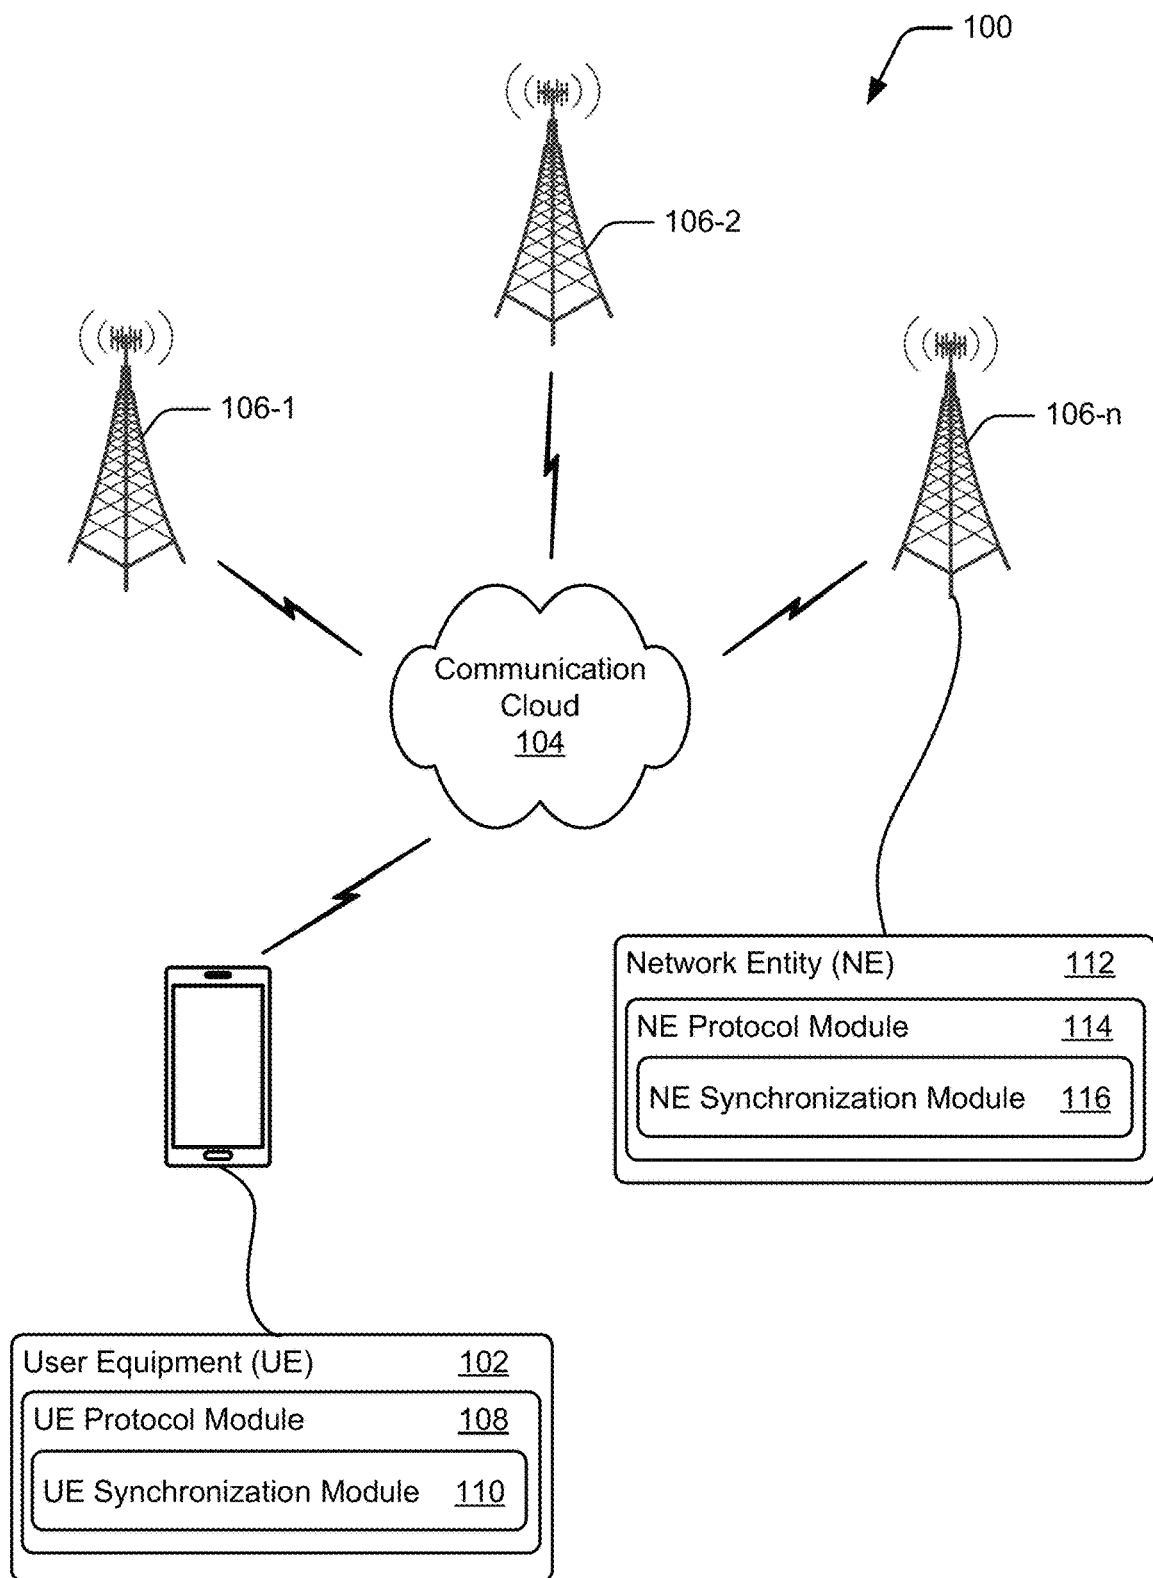 100
106-2
106-1
106-n
Communication
Cloud
104
Network Entity (NE) 112
NE Protocol Module 114
NE Synchronization Module 116
User Equipment (UE) 102
UE Protocol Module 108
UE Synchronization Module 110